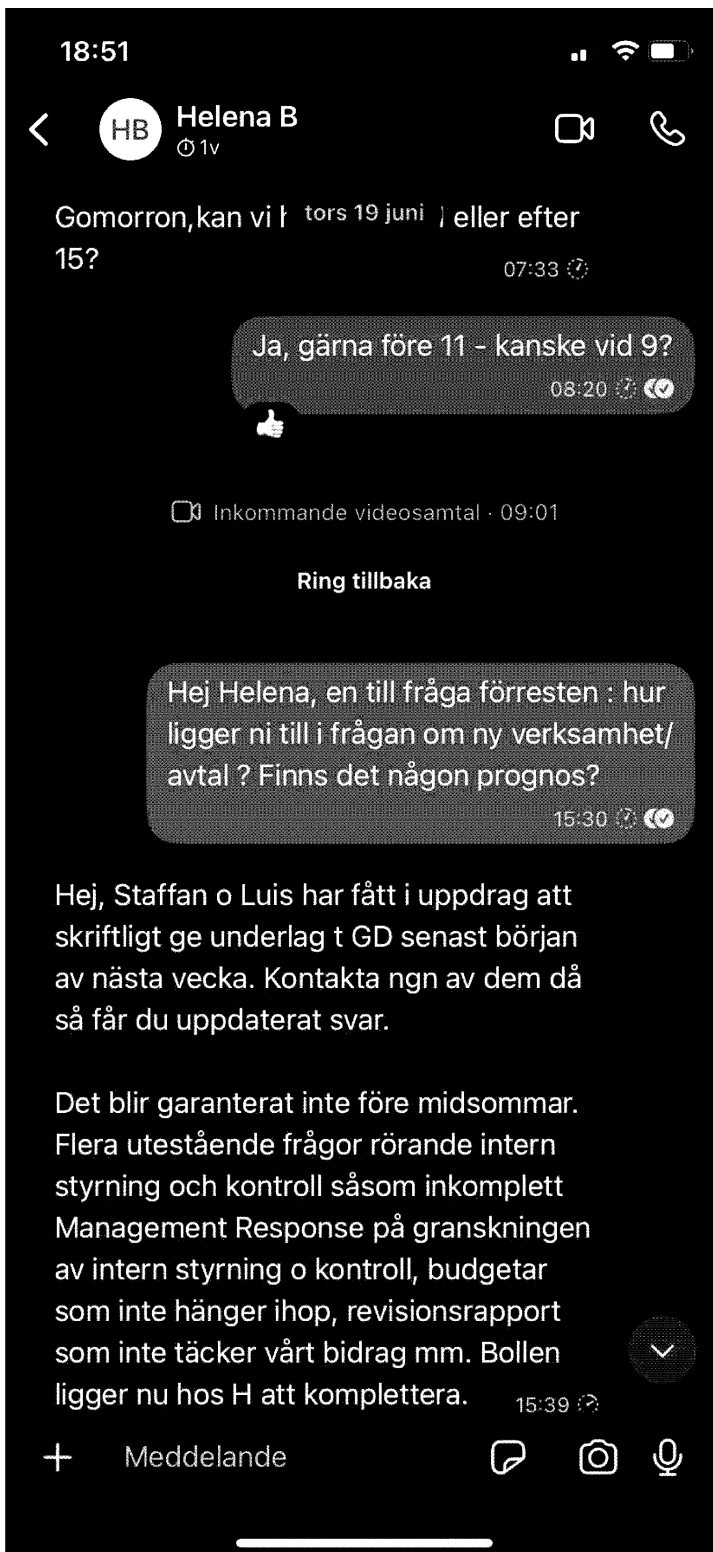 18:51
HB
Helena B
1v
tors 19 juni
Gomorron,kan vi eller efter
15?
07:33
Ja, gärna före 11 - kanske vid 9?
08:20
Inkommande videosamtal · 09:01
Ring tillbaka
Hej Helena, en till fråga förresten : hur
ligger ni till i frågan om ny verksamhet/
avtal ? Finns det någon prognos?
15:30
Hej, Staffan o Luis har fått i uppdrag att
skriftligt ge underlag t GD senast början
av nästa vecka. Kontakta ngn av dem då
så får du uppdaterat svar.
Det blir garanterat inte före midsommar.
Flera utestående frågor rörande intern
styrning och kontroll såsom inkomplett
Management Response på granskningen
av intern styrning o kontroll, budgetar
som inte hänger ihop, revisionsrapport
som inte täcker vårt bidrag mm. Bollen
ligger nu hos H att komplettera.
15:39
Meddelande